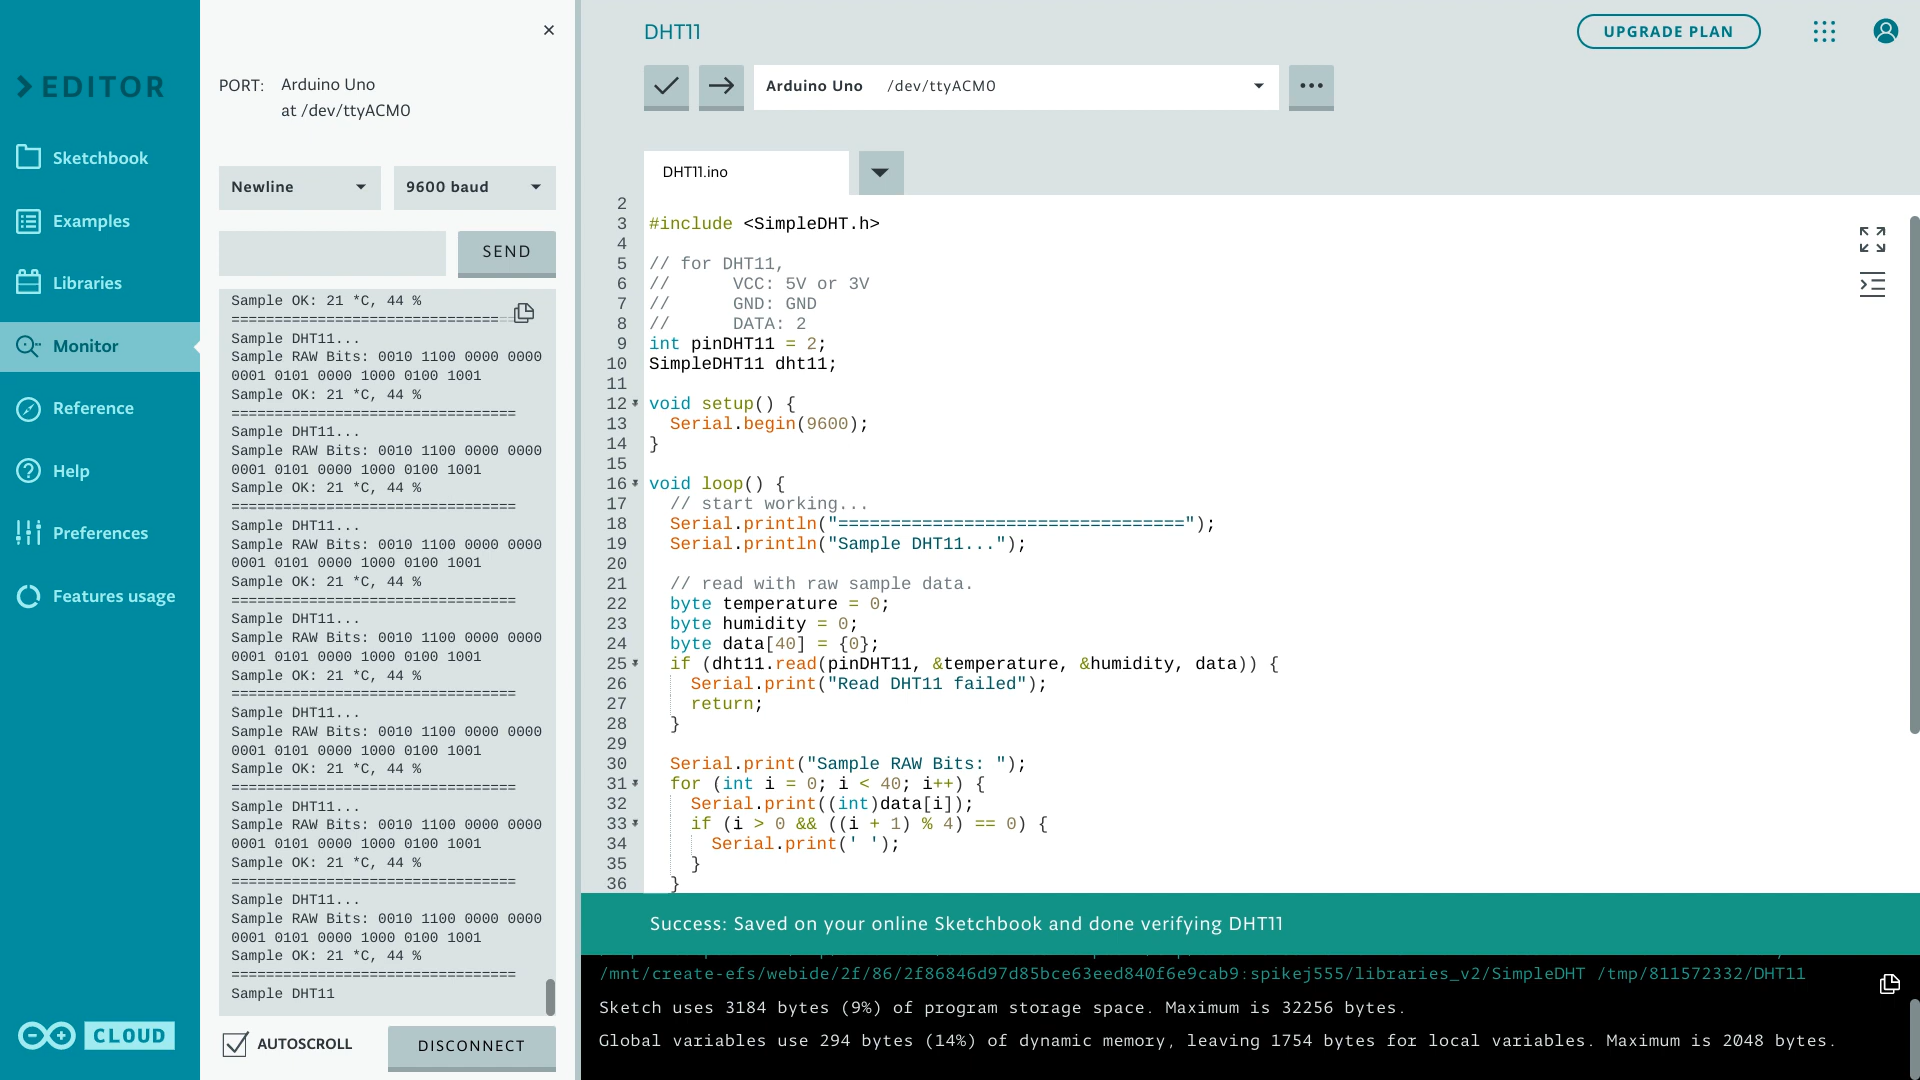 EDITOR
Sketchbook
Examples
Libraries
Monitor
Reference
Help
Preferences
Features usage
CLOUD
PORT: Arduino Uno
at /dev/ttyACM0
Newline
9600 baud
SEND
Sample OK: 21 *C, 44 %
=================================
Sample DHT11...
Sample RAW Bits: 0010 1100 0000 0000
0001 0101 0000 1000 0100 1001
Sample OK: 21 *C, 44 %
=================================
Sample DHT11...
Sample RAW Bits: 0010 1100 0000 0000
0001 0101 0000 1000 0100 1001
Sample OK: 21 *C, 44 %
=================================
Sample DHT11...
Sample RAW Bits: 0010 1100 0000 0000
0001 0101 0000 1000 0100 1001
Sample OK: 21 *C, 44 %
=================================
Sample DHT11...
Sample RAW Bits: 0010 1100 0000 0000
0001 0101 0000 1000 0100 1001
Sample OK: 21 *C, 44 %
=================================
Sample DHT11...
Sample RAW Bits: 0010 1100 0000 0000
0001 0101 0000 1000 0100 1001
Sample OK: 21 *C, 44 %
=================================
Sample DHT11...
Sample RAW Bits: 0010 1100 0000 0000
0001 0101 0000 1000 0100 1001
Sample OK: 21 *C, 44 %
=================================
Sample DHT11...
Sample RAW Bits: 0010 1100 0000 0000
0001 0101 0000 1000 0100 1001
Sample OK: 21 *C, 44 %
=================================
Sample DHT11
AUTOSCROLL
DISCONNECT
DHT11
UPGRADE PLAN
Arduino Uno /dev/ttyACM0
DHT11.ino
2
3 #include <SimpleDHT.h>
4
5 // for DHT11,
6 //      VCC: 5V or 3V
7 //      GND: GND
8 //      DATA: 2
9 int pinDHT11 = 2;
10 SimpleDHT11 dht11;
11
12 void setup() {
13   Serial.begin(9600);
14 }
15
16 void loop() {
17   // start working...
18   Serial.println("=================================");
19   Serial.println("Sample DHT11...");
20
21   // read with raw sample data.
22   byte temperature = 0;
23   byte humidity = 0;
24   byte data[40] = {0};
25   if (dht11.read(pinDHT11, &temperature, &humidity, data)) {
26     Serial.print("Read DHT11 failed");
27     return;
28   }
29
30   Serial.print("Sample RAW Bits: ");
31   for (int i = 0; i < 40; i++) {
32     Serial.print((int)data[i]);
33     if (i > 0 && ((i + 1) % 4) == 0) {
34       Serial.print(' ');
35     }
36   }
Success: Saved on your online Sketchbook and done verifying DHT11
/mnt/create-efs/webide/2f/86/2f86846d97d85bce63eed840f6e9cab9:spikej555/libraries_v2/SimpleDHT /tmp/811572332/DHT11
Sketch uses 3184 bytes (9%) of program storage space. Maximum is 32256 bytes.
Global variables use 294 bytes (14%) of dynamic memory, leaving 1754 bytes for local variables. Maximum is 2048 bytes.